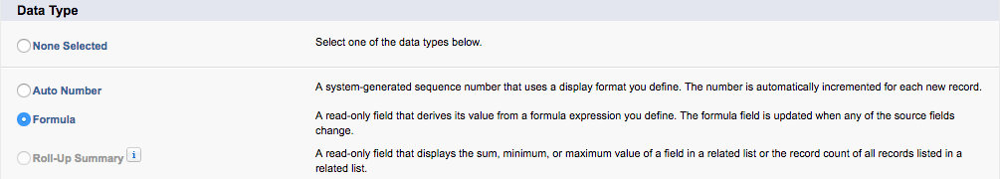 Data Type
None Selected Select one of the data types below.
Auto Number A system-generated sequence number that uses a display format you define. The number is automatically incremented for each new record.
Formula A read-only field that derives its value from a formula expression you define. The formula field is updated when any of the source fields
change.
Roll-Up Summary i A read-only field that displays the sum, minimum, or maximum value of a field in a related list or the record count of all records listed in a
related list.